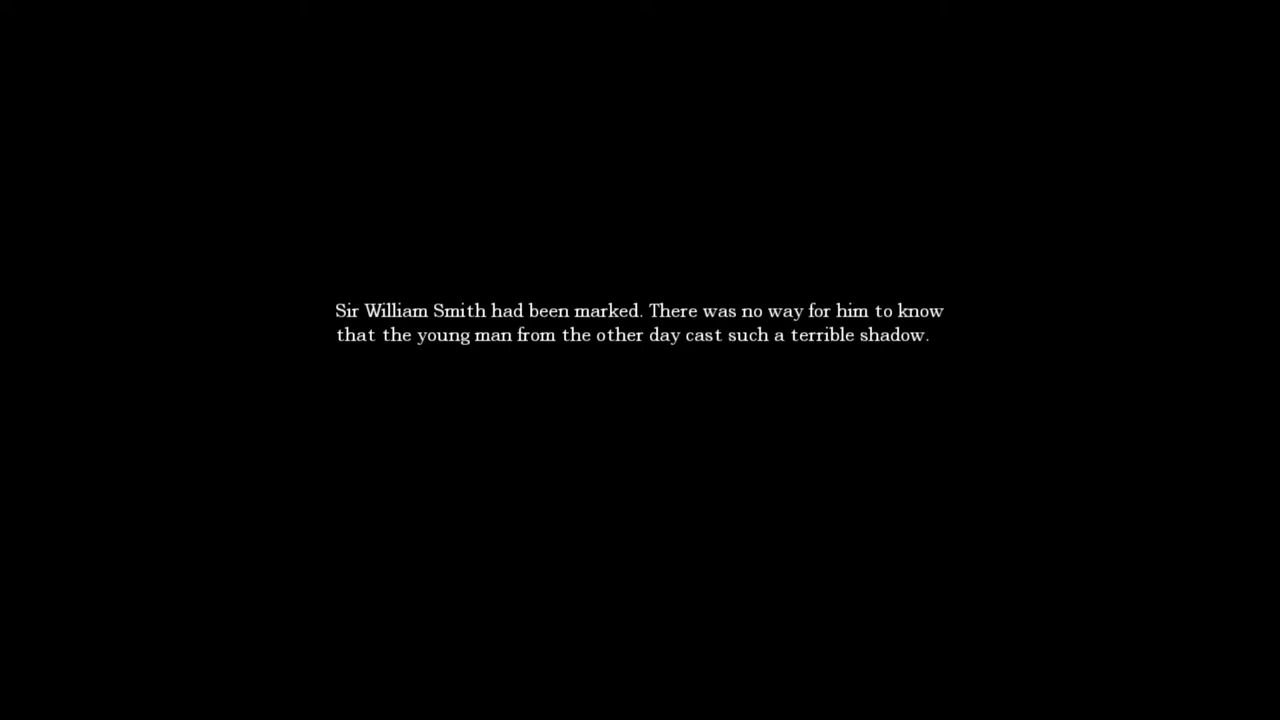 Sir William Smith had been marked. There was no way for him to know
that the young man from the other day cast such a terrible shadow.